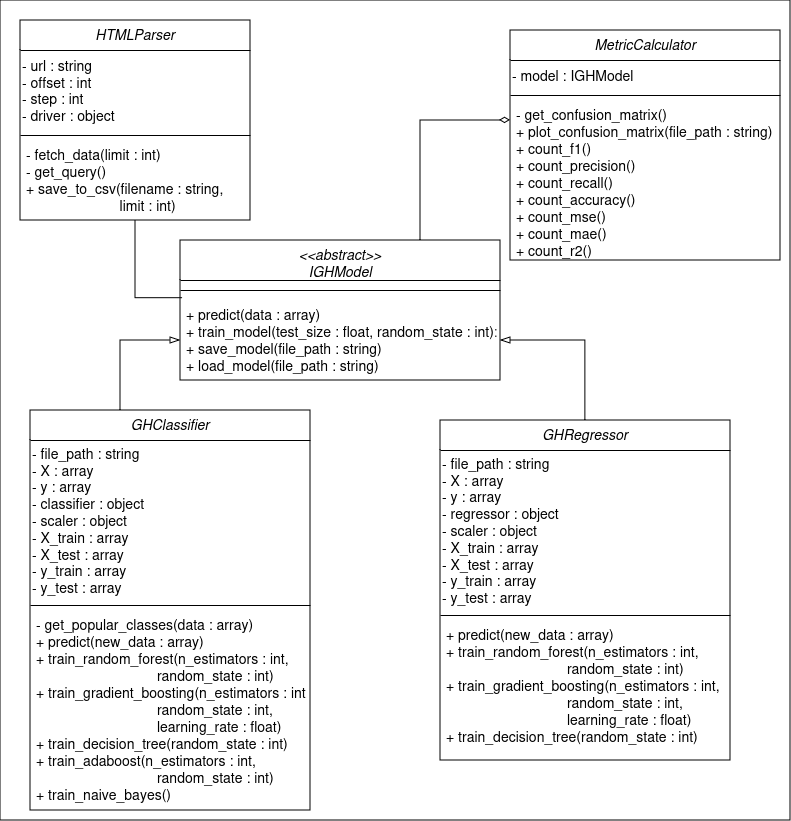 HTMLParser
- url : string
- offset : int
- step : int
- driver : object
- fetch_data(limit : int)
- get_query()
+ save_to_csv(filename : string,
limit : int)
MetricCalculator
- model : IGHModel
- get_confusion_matrix()
+ plot_confusion_matrix(file_path : string)
+ count_f1()
+ count_precision()
+ count_recall()
+ count_accuracy()
+ count_mse()
+ count_mae()
+ count_r2()
<<abstract>>
IGHModel
+ predict(data : array)
+ train_model(test_size : float, random_state : int):
+ save_model(file_path : string)
+ load_model(file_path : string)
GHClassifier
- file_path : string
- X : array
- y : array
- classifier : object
- scaler : object
- X_train : array
- X_test : array
- y_train : array
- y_test : array
- get_popular_classes(data : array)
+ predict(new_data : array)
+ train_random_forest(n_estimators : int,
random_state : int)
+ train_gradient_boosting(n_estimators : int
random_state : int,
learning_rate : float)
+ train_decision_tree(random_state : int)
+ train_adaboost(n_estimators : int,
random_state : int)
+ train_naive_bayes()
GHRegressor
- file_path : string
- X : array
- y : array
- regressor : object
- scaler : object
- X_train : array
- X_test : array
- y_train : array
- y_test : array
+ predict(new_data : array)
+ train_random_forest(n_estimators : int,
random_state : int)
+ train_gradient_boosting(n_estimators : int,
random_state : int,
learning_rate : float)
+ train_decision_tree(random_state : int)